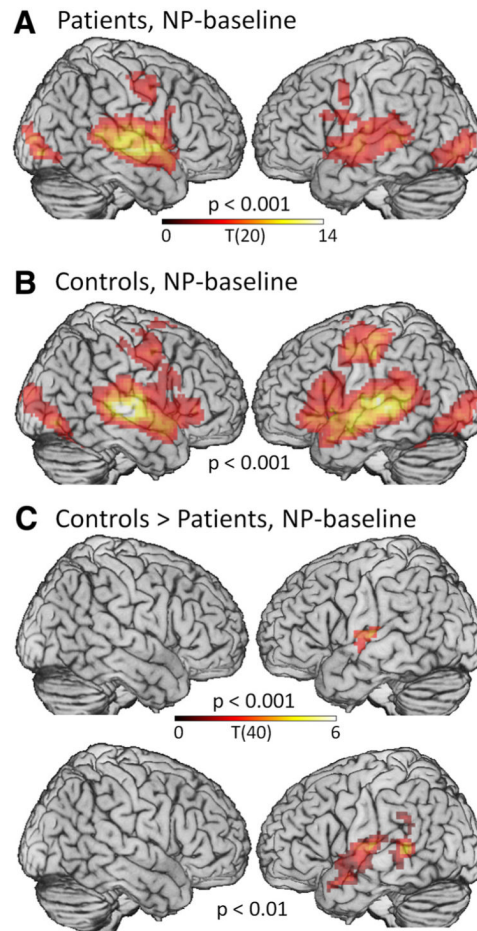 A Patients, NP-baseline
p < 0.001
0 T(20) 14
B Controls, NP-baseline
p < 0.001
C Controls > Patients, NP-baseline
p < 0.001
0 T(40) 6
p < 0.01